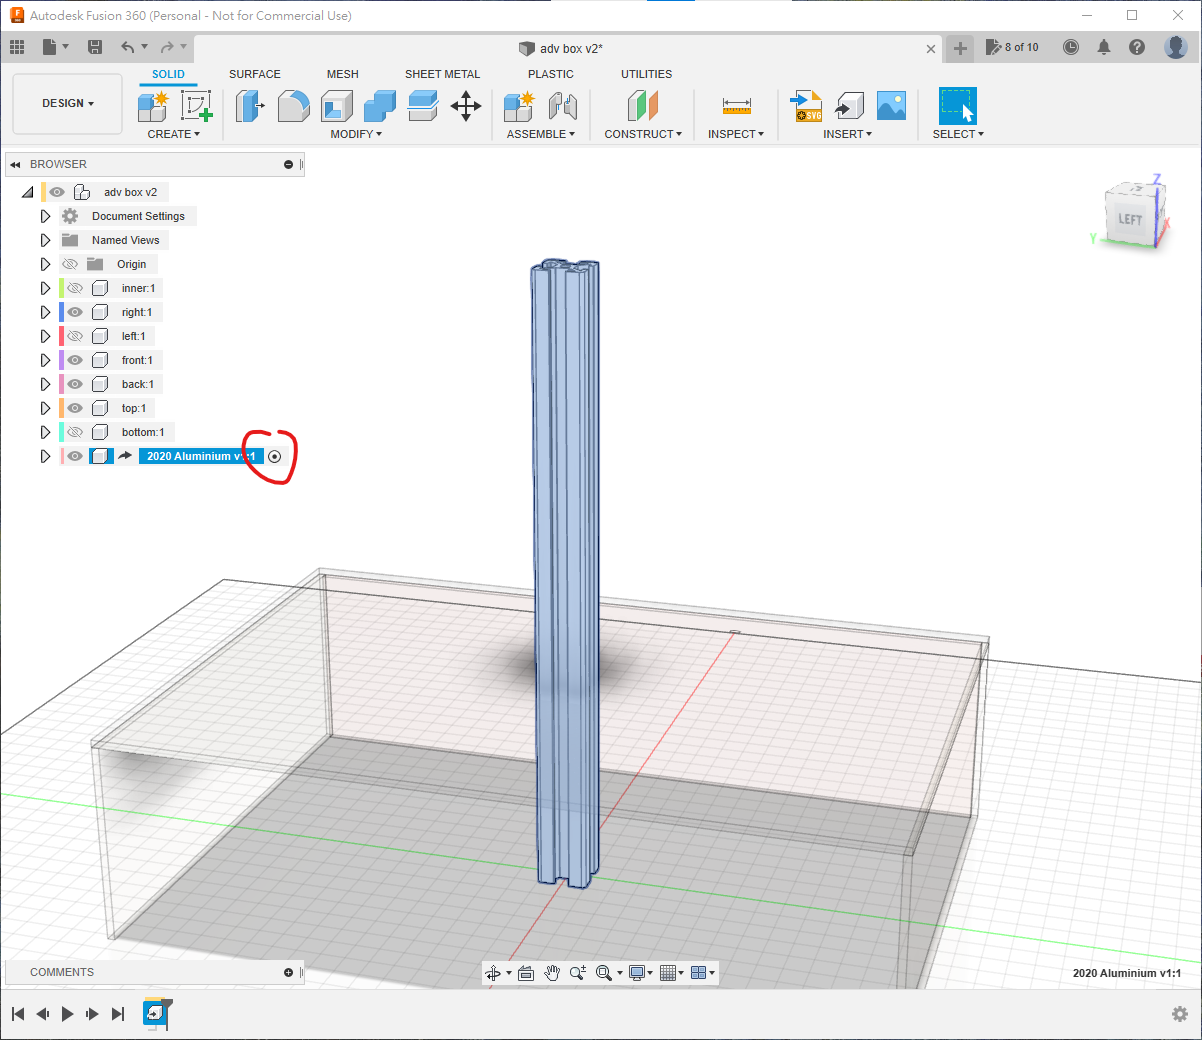 Autodesk Fusion 360 (Personal - Not for Commercial Use)
adv box v2*
8 of 10
DESIGN
SOLID
SURFACE
MESH
SHEET METAL
PLASTIC
UTILITIES
CREATE
MODIFY
ASSEMBLE
CONSTRUCT
INSPECT
SVG
INSERT
SELECT
BROWSER
adv box v2
Document Settings
Named Views
Origin
inner:1
right:1
left:1
front:1
back:1
top:1
bottom:1
2020 Aluminium v1:1
Z
LEFT
X
Y
COMMENTS
2020 Aluminium v1:1